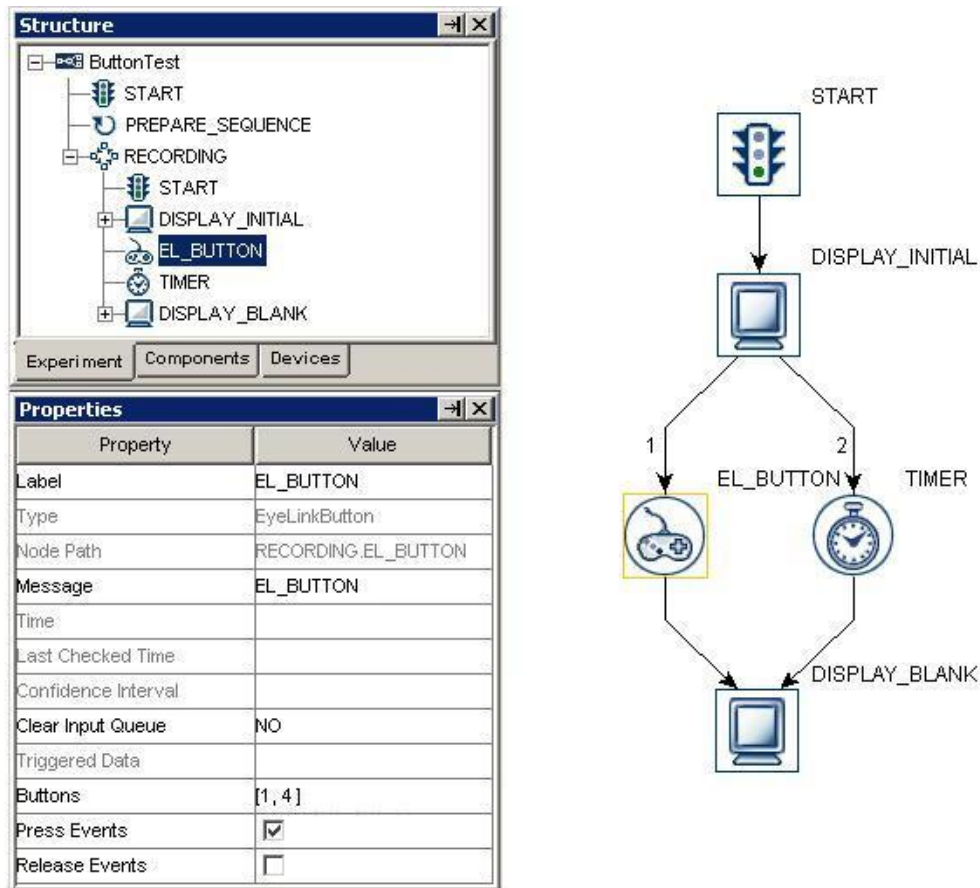 Structure
ButtonTest
START
PREPARE_SEQUENCE
RECORDING
START
DISPLAY_INITIAL
EL_BUTTON
TIMER
DISPLAY_BLANK
Experiment Components Devices
Properties
Property Value
Label EL_BUTTON
Type EyeLinkButton
Node Path RECORDING.EL_BUTTON
Message EL_BUTTON
Time
Last Checked Time
Confidence Interval
Clear Input Queue NO
Triggered Data
Buttons [1, 4 ]
Press Events
Release Events
START
DISPLAY_INITIAL
1 2
EL_BUTTON TIMER
DISPLAY_BLANK